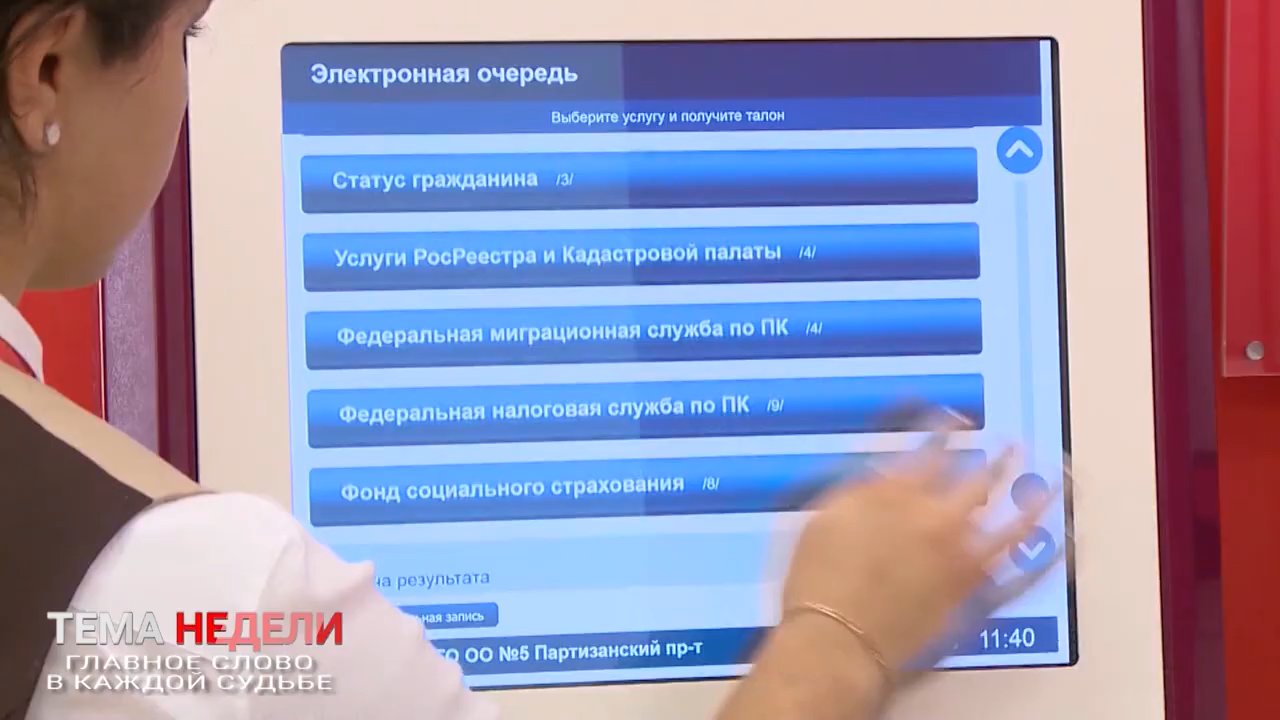 Электронная очередь
Выберите услугу и получите талон
Статус гражданина /3/
Услуги РосРеестра и Кадастровой палаты /4/
Федеральная миграционная служба по ПК /4/
Федеральная налоговая служба по ПК /9/
Фонд социального страхования /8/
результата
запись
ОО №5 Партизанский пр-т
11:40
ТЕМА НЕДЕЛИ
ГЛАВНОЕ СЛОВО
В КАЖДОЙ СУДЬБЕ